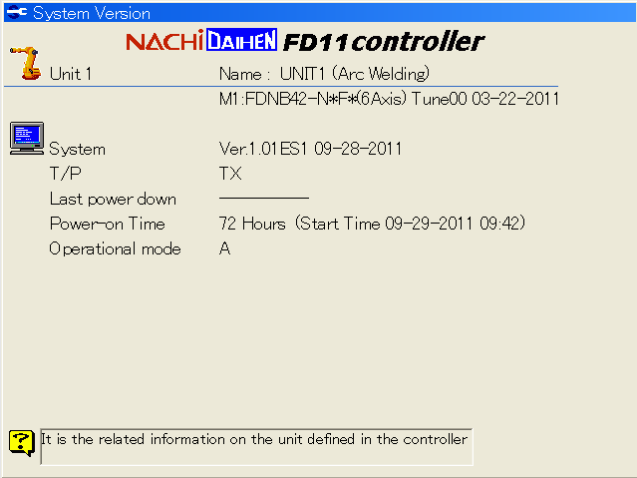 System Version
NACHi DAIHEN FD11 controller
Unit 1 Name : UNIT1 (Arc Welding)
M1:FDNB42-N*F*(6Axis) Tune00 03-22-2011
System Ver.1.01ES1 09-28-2011
T/P TX
Last power down ──────
Power-on Time 72 Hours (Start Time 09-29-2011 09:42)
Operational mode A
It is the related information on the unit defined in the controller